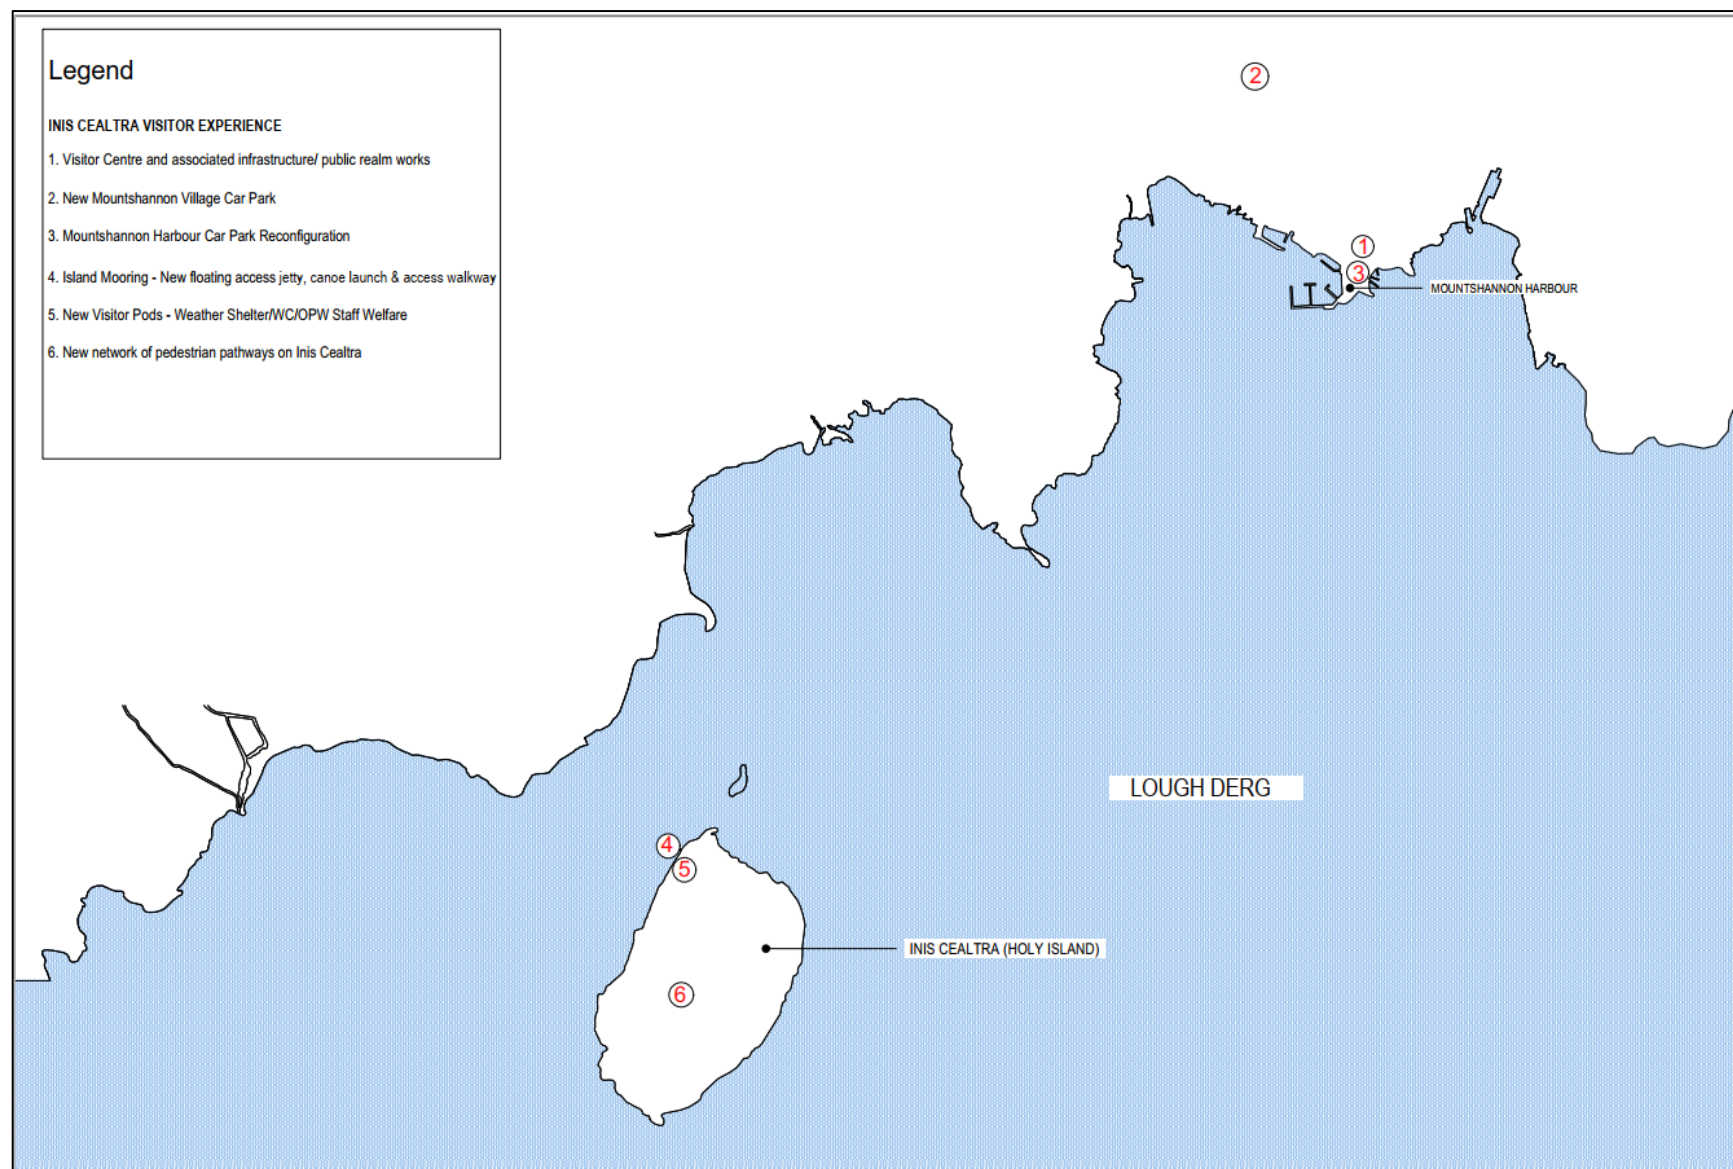 Legend
INIS CEALTRA VISITOR EXPERIENCE
1. Visitor Centre and associated infrastructure/ public realm works
2. New Mountshannon Village Car Park
3. Mountshannon Harbour Car Park Reconfiguration
4. Island Mooring - New floating access jetty, canoe launch & access walkway
5. New Visitor Pods - Weather Shelter/WC/OPW Staff Welfare
6. New network of pedestrian pathways on Inis Cealtra
2
1
3
MOUNTSHANNON HARBOUR
LOUGH DERG
4
5
INIS CEALTRA (HOLY ISLAND)
6